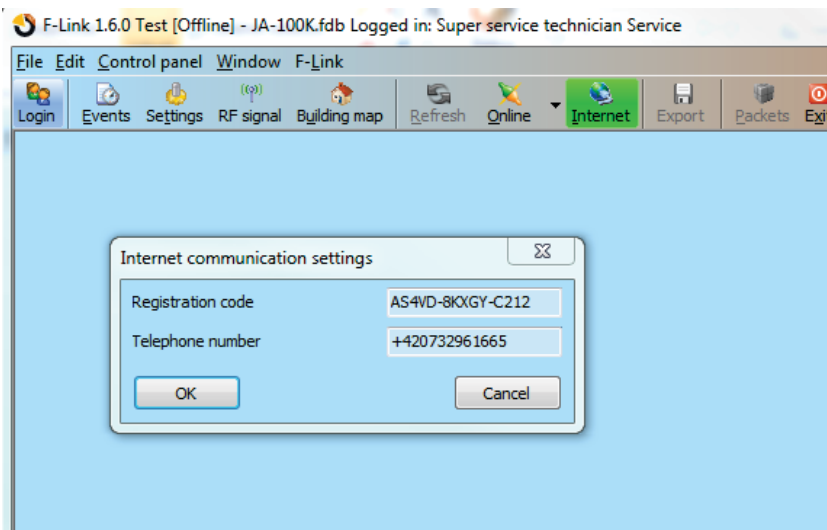 F-Link 1.6.0 Test [Offline] - JA-100K.fdb Logged in: Super service technician Service
File Edit Control panel Window F-Link
Login Events Settings RF signal Building map Refresh Online Internet Export Packets Exi
Internet communication settings
Registration code AS4VD-8KXGY-C212
Telephone number +420732961665
OK Cancel